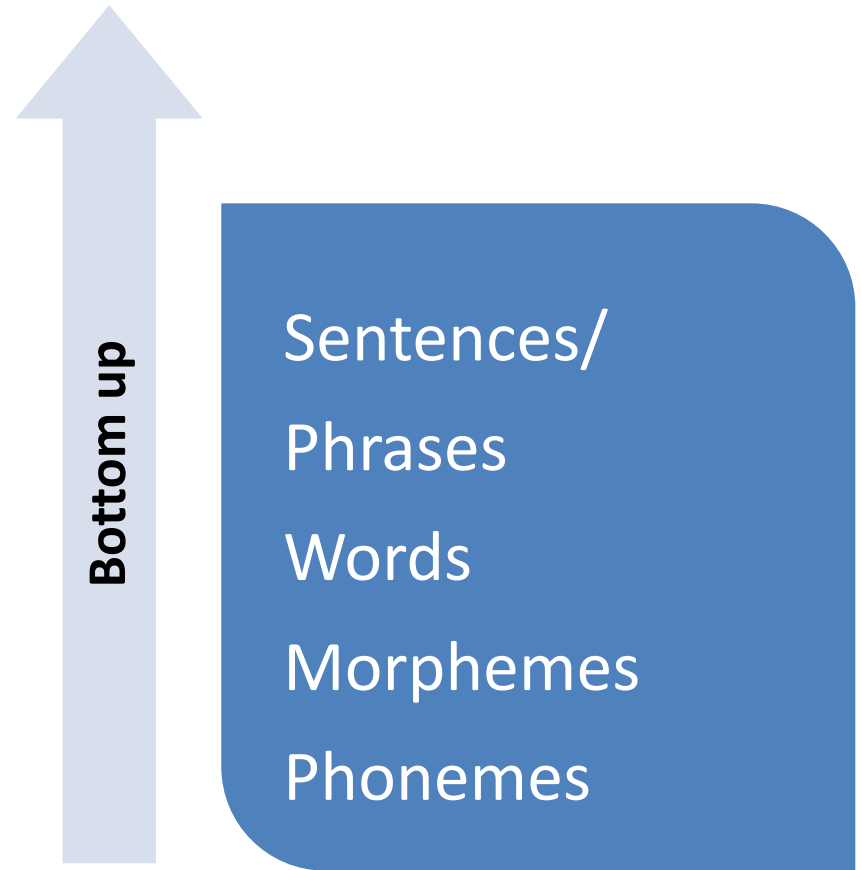 Bottom up
Sentences/
Phrases
Words
Morphemes
Phonemes